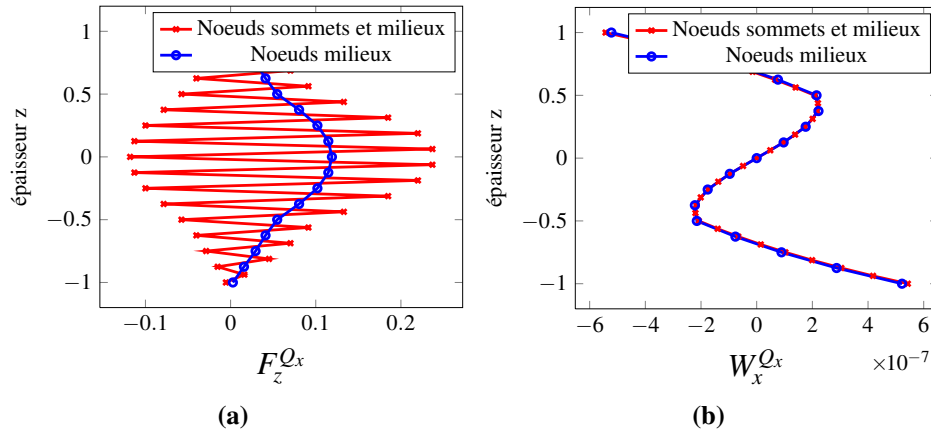 Noeuds sommets et milieux
Noeuds milieux
épaisseur z
0.5
0
−0.5
−1
−0.1
0
0.1
0.2
F_z^{Q_x}
(a)
Noeuds sommets et milieux
Noeuds milieux
épaisseur z
1
0.5
0
−0.5
−1
−6
−4
−2
0
2
4
6
·10^{−7}
W_x^{Q_x}
(b)